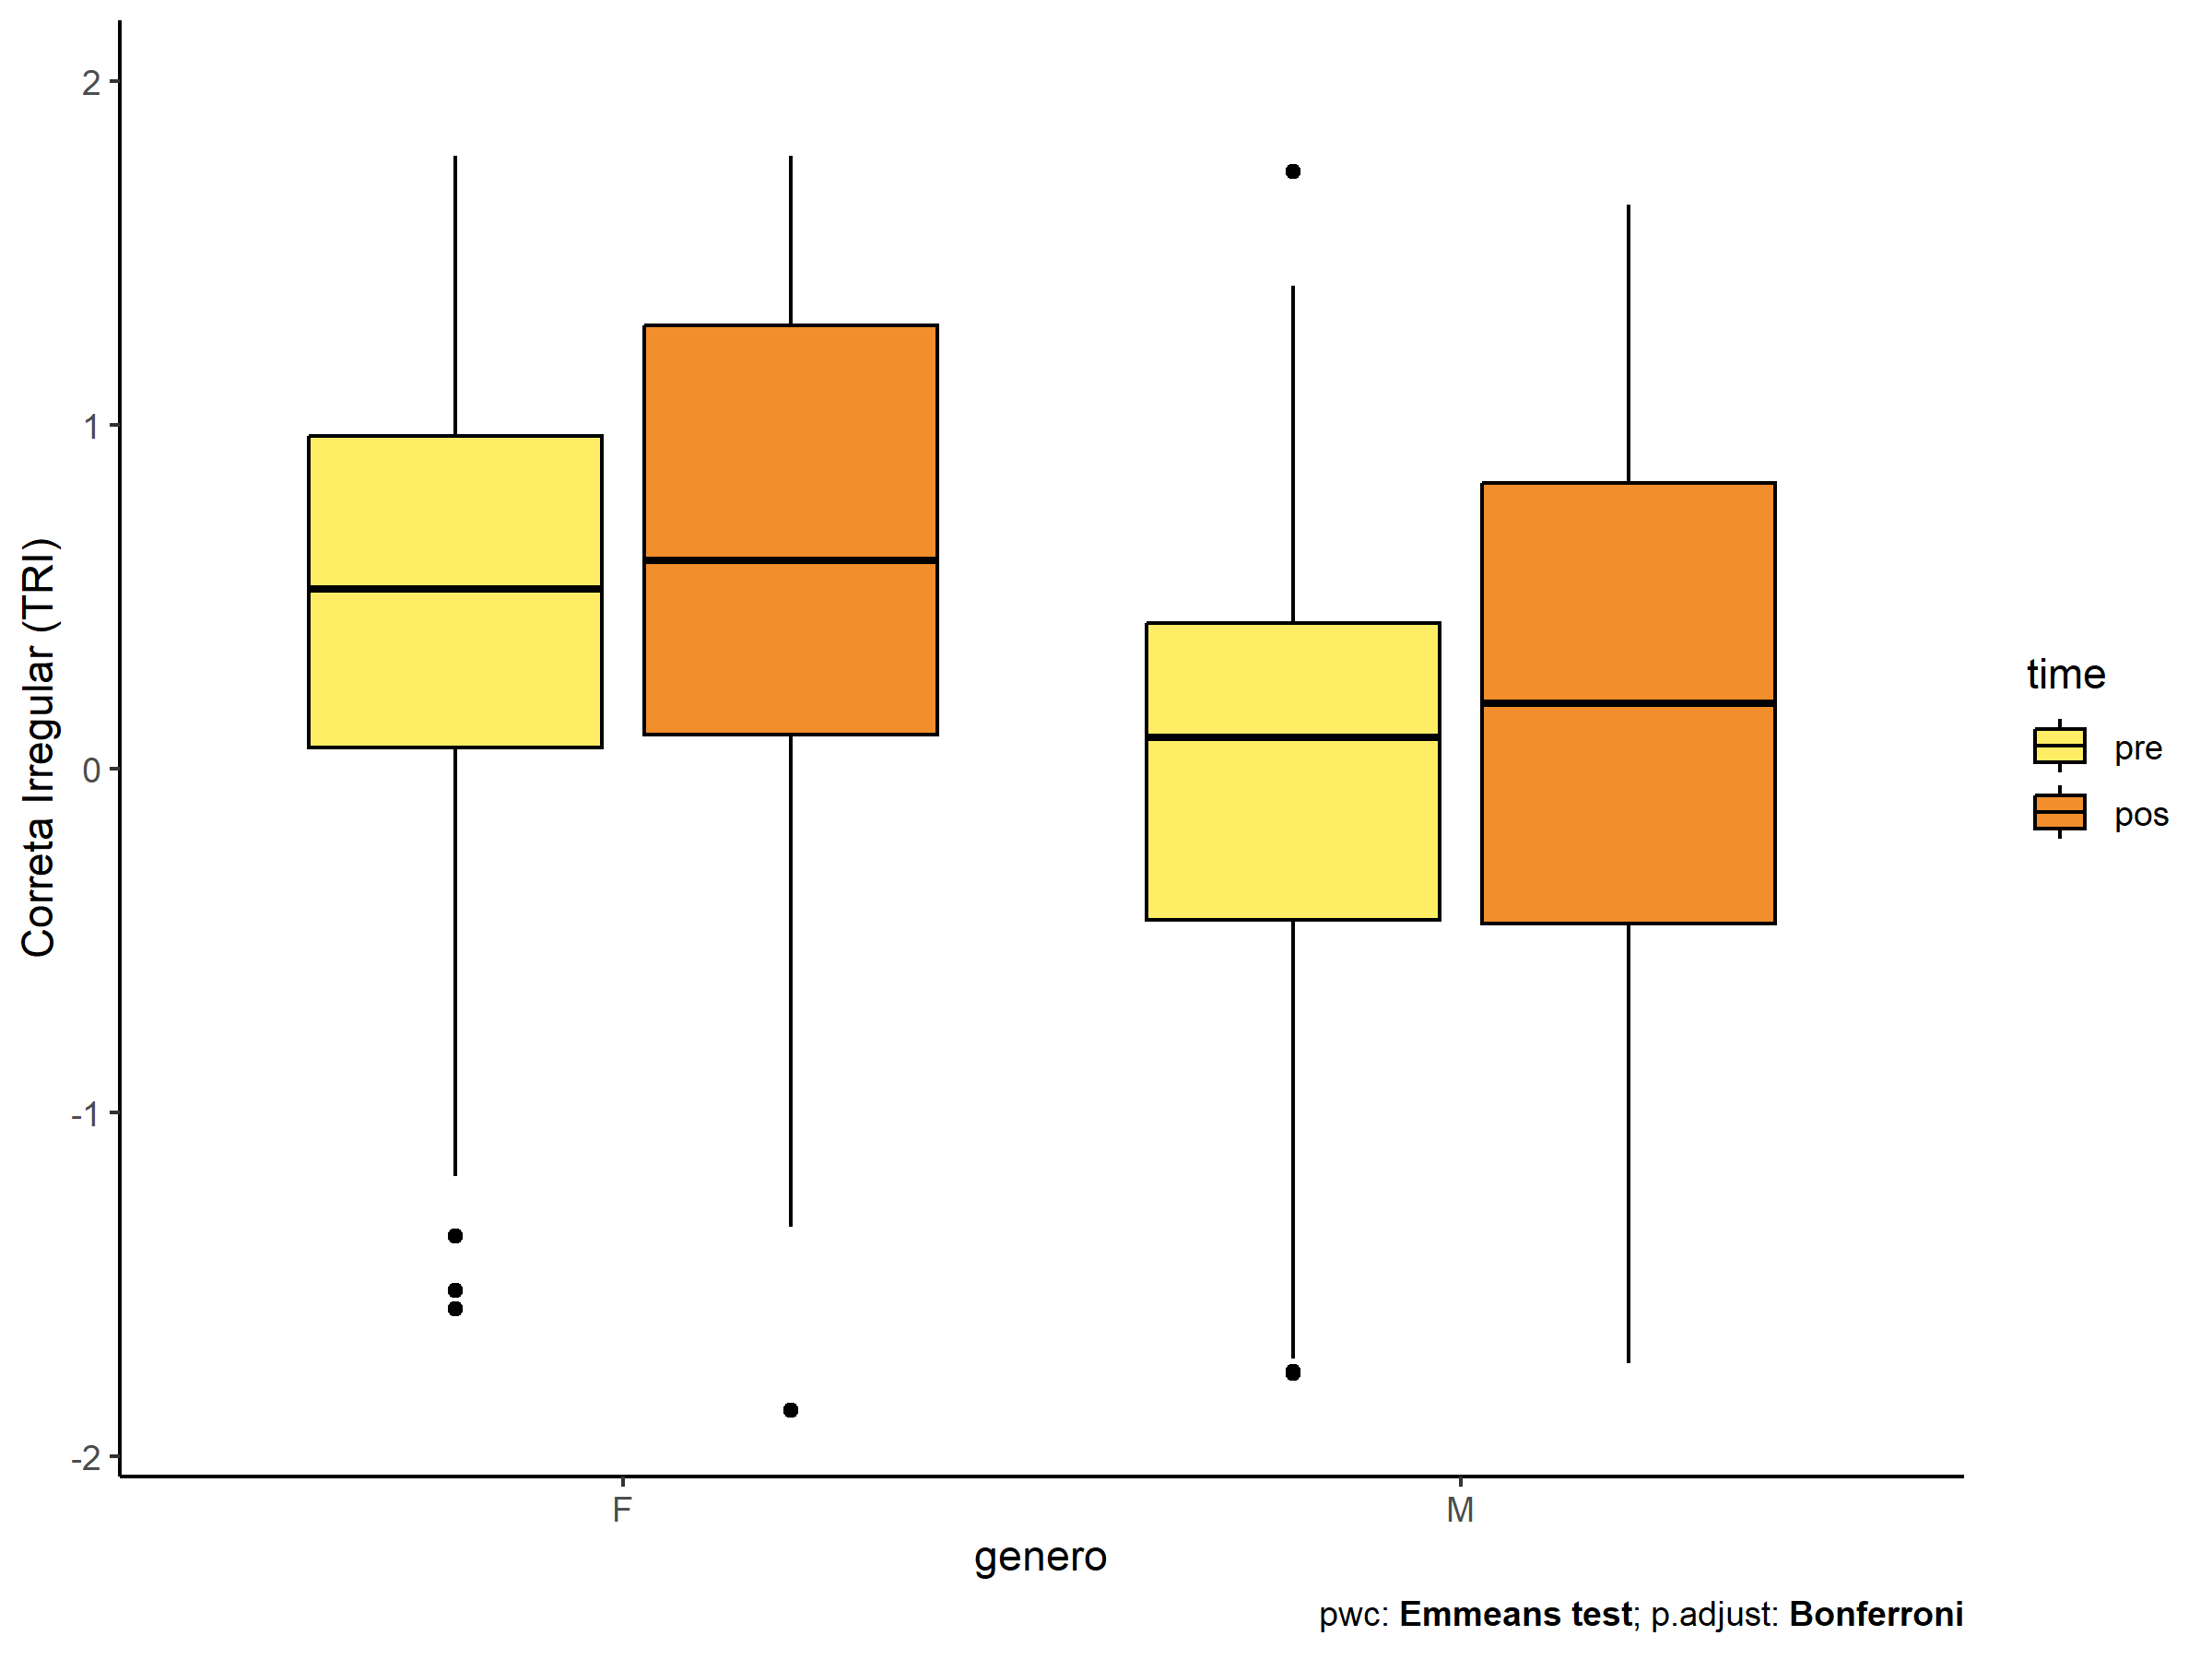 Correta Irregular (TRI)
2
1
0
-1
-2
F
M
genero
time
pre
pos
pwc: Emmeans test; p.adjust: Bonferroni